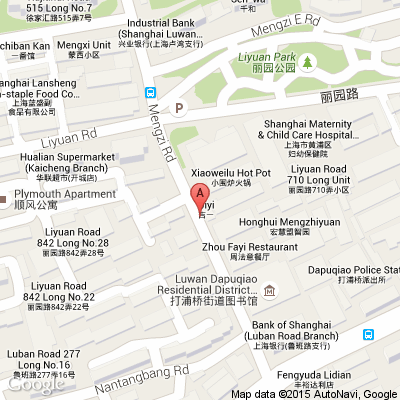 515 Long No.7
徐家汇路515弄7号
Industrial Bank
(Shanghai Luwan...
兴业银行(上海卢湾支行)
千和
Mengzi E Rd
Mengxi Unit
蒙西小区
一番馆
Liyuan Park
丽园公园
丽园路
Shanghai Lansheng
n-staple Food Co...
上海蓝盛副
食品有限公司
Mengzi Rd
P
Liyuan Rd
Shanghai Maternity
& Child Care Hospital...
上海市黄浦区
妇幼保健院
Hualian Supermarket
(Kaicheng Branch)
华联超市(开城店)
Xiaoweilu Hot Pot
小围炉火锅
Liyuan Road
710 Long Unit
丽园路710弄小区
Plymouth Apartment
顺风公寓
A
Honghui Mengzhiyuan
宏慧盟智园
Liyuan Road
842 Long No.28
丽园路842弄28号
Zhou Fayi Restaurant
周法意餐厅
Dapuqiao Police Sta
打浦桥派出所
Luwan Dapuqiao
Residential District...
打浦桥街道图书馆
Liyuan Road
842 Long No.22
丽园路842弄22号
Bank of Shanghai
(Luban Road Branch)
上海银行(鲁班路支行)
Luban Road 277
Long No.16
鲁班路277弄16号
Nantangbang Rd
Fengyuda Lidian
丰裕达利店
Map data ©2015 AutoNavi, Google